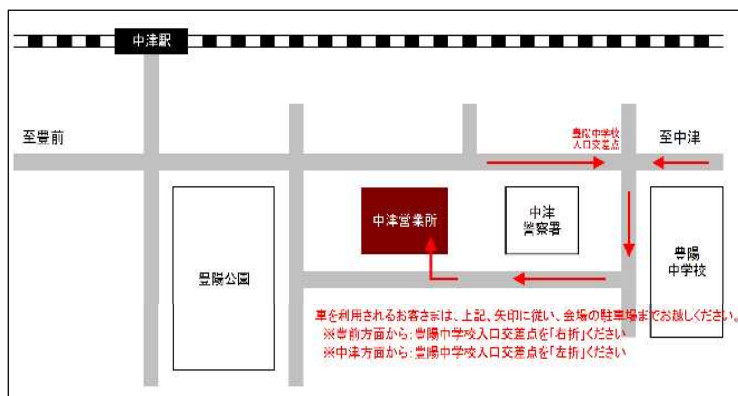 中津駅
至豊前
豊陽中学校
入口交差点
至中津
中津営業所
中津
警察署
豊陽公園
豊陽
中学校
車を利用されるお客さまは、上記、矢印に従い、会場の駐車場までお越しください。
※豊前方面から:豊陽中学校入口交差点を「右折」ください
※中津方面から:豊陽中学校入口交差点を「左折」ください